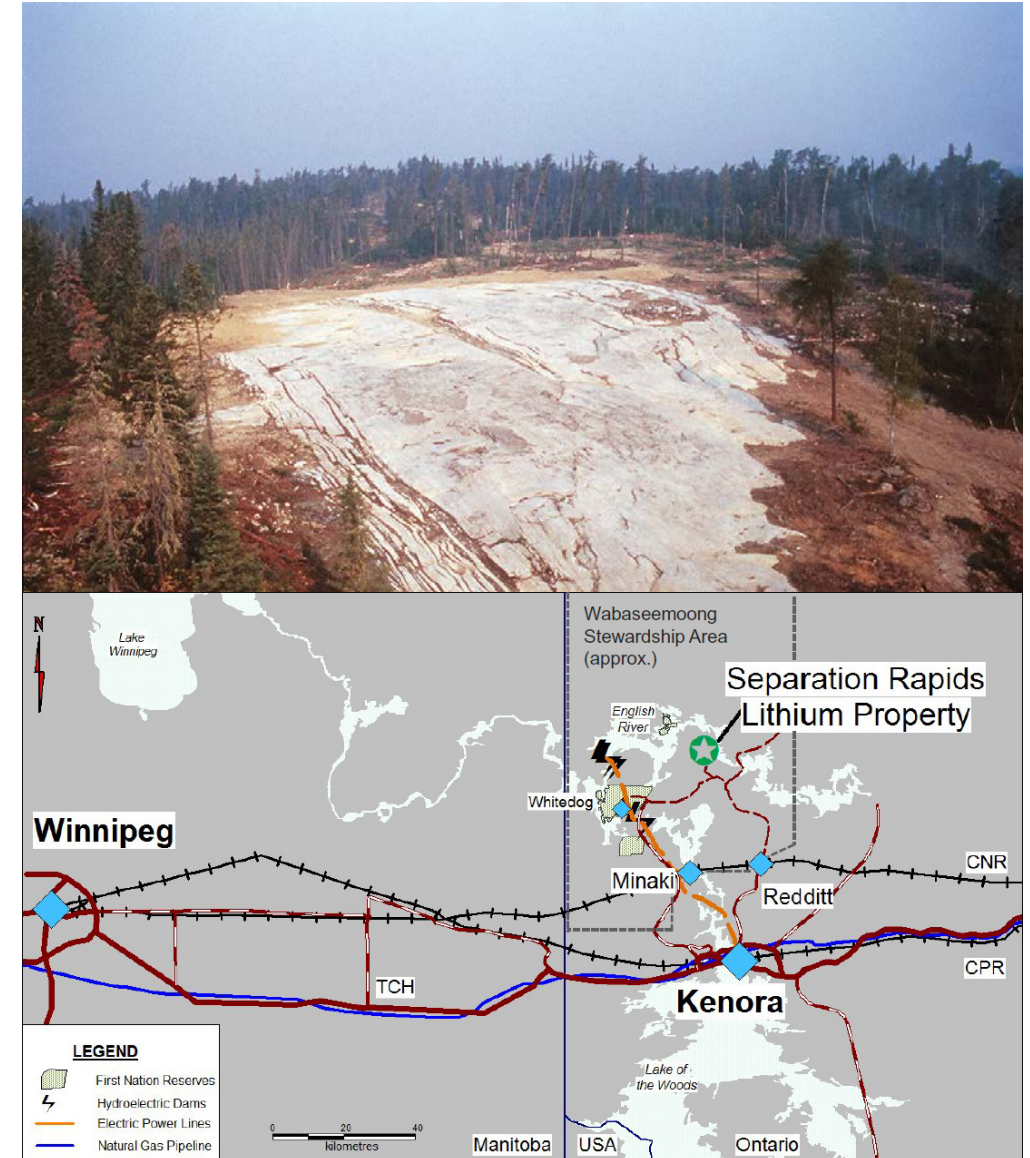 N
Lake
Winnipeg
Wabaseemoong
Stewardship Area
(approx.)
Separation Rapids
Lithium Property
English
River
Whitedog
Winnipeg
Minaki
Redditt
CNR
CPR
TCH
Kenora
Lake of
the Woods
LEGEND
First Nation Reserves
Hydroelectric Dams
Electric Power Lines
Natural Gas Pipeline
0 20 40
kilometres
Manitoba USA Ontario